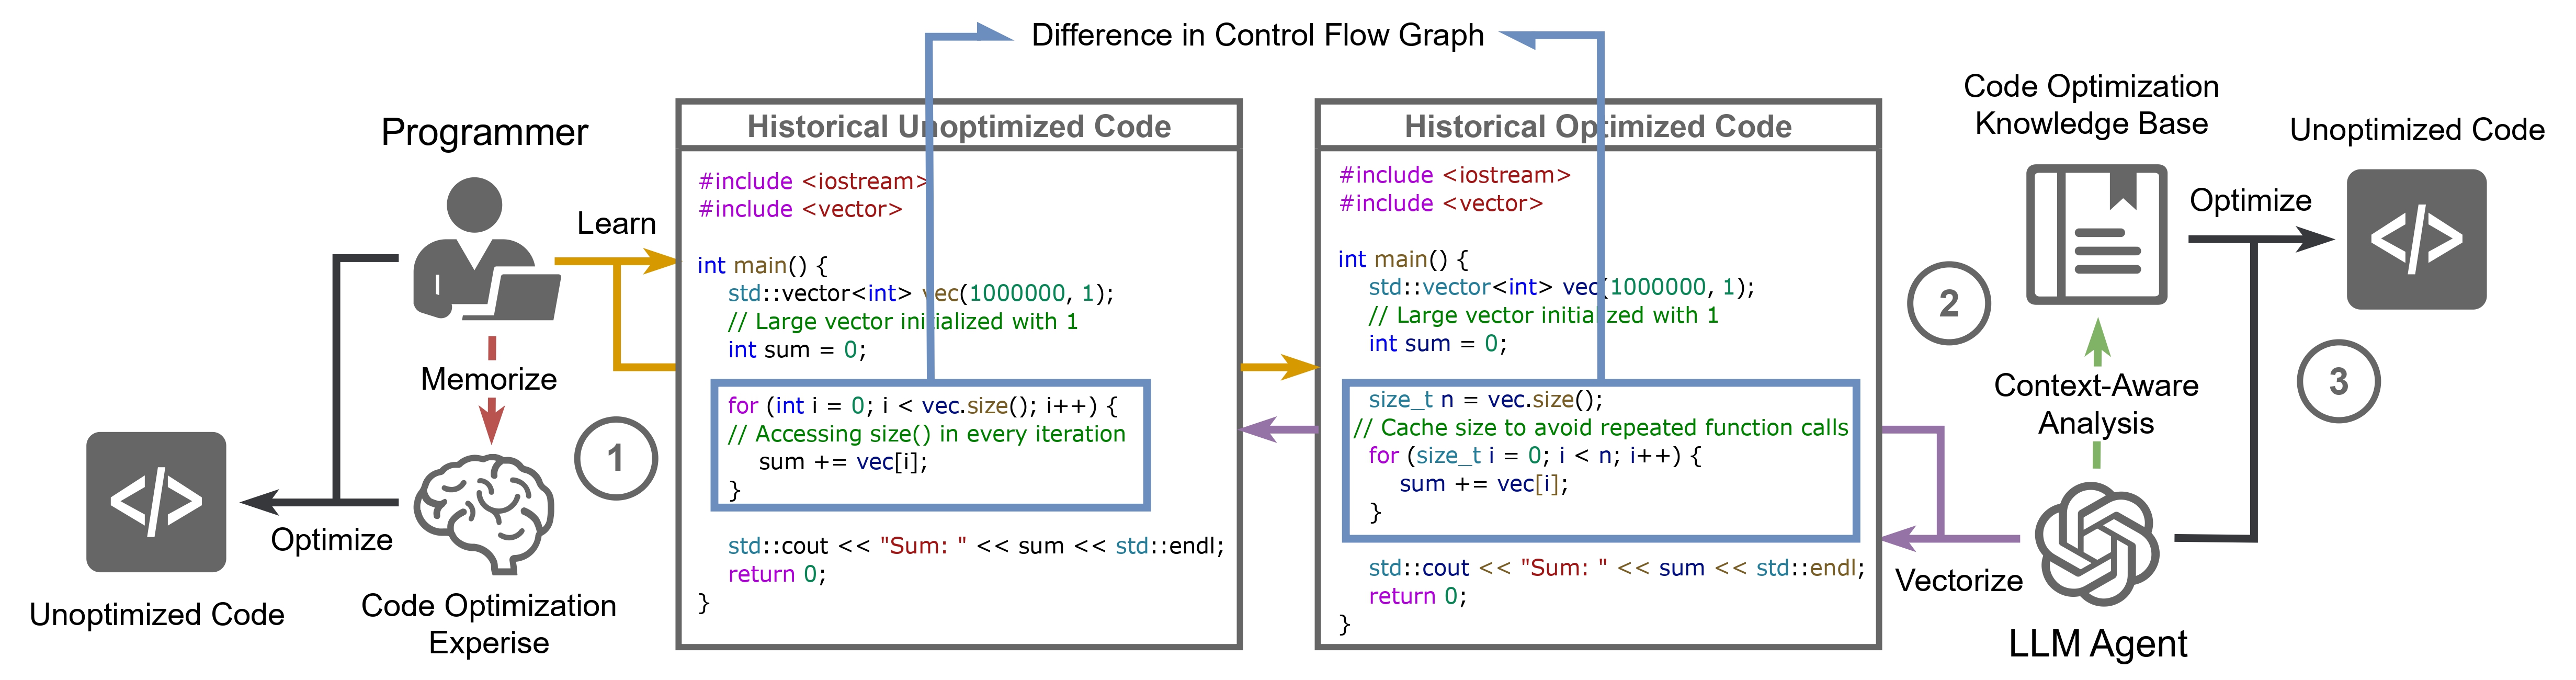 Difference in Control Flow Graph
Programmer
Learn
Memorize
1
Optimize
Unoptimized Code
Code Optimization
Experise
Historical Unoptimized Code
#include <iostream>
#include <vector>
int main() {
std::vector<int> vec(1000000, 1);
// Large vector initialized with 1
int sum = 0;
for (int i = 0; i < vec.size(); i++) {
// Accessing size() in every iteration
sum += vec[i];
}
std::cout << "Sum: " << sum << std::endl;
return 0;
}
Historical Optimized Code
#include <iostream>
#include <vector>
int main() {
std::vector<int> vec(1000000, 1);
// Large vector initialized with 1
int sum = 0;
size_t n = vec.size();
// Cache size to avoid repeated function calls
for (size_t i = 0; i < n; i++) {
sum += vec[i];
}
std::cout << "Sum: " << sum << std::endl;
return 0;
}
Code Optimization
Knowledge Base
Unoptimized Code
Optimize
2
Context-Aware
Analysis
3
Vectorize
LLM Agent